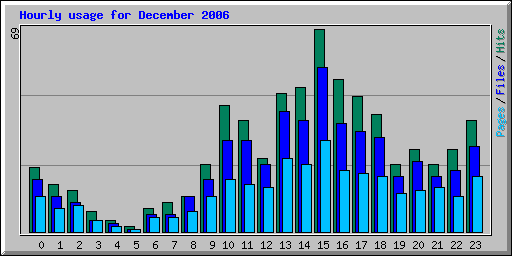 Hourly usage for December 2006
69
Pages / Files / Hits
0 1 2 3 4 5 6 7 8 9 10 11 12 13 14 15 16 17 18 19 20 21 22 23